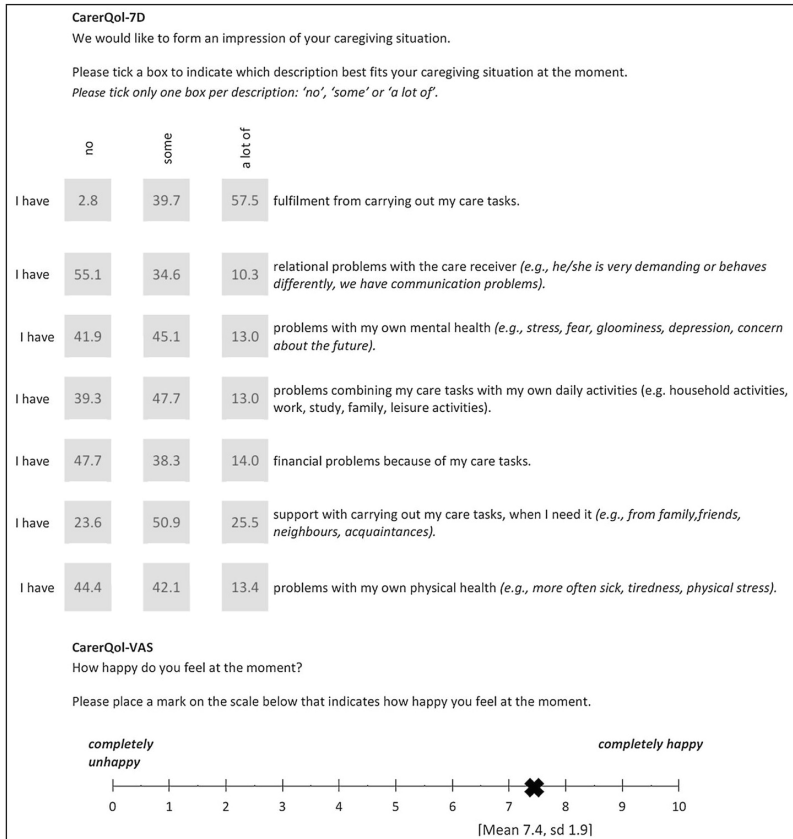 CarerQol-7D
We would like to form an impression of your caregiving situation.
Please tick a box to indicate which description best fits your caregiving situation at the moment.
Please tick only one box per description: ‘no’, ‘some’ or ‘a lot of’.
no some a lot of
I have 2.8 39.7 57.5 fulfilment from carrying out my care tasks.
I have 55.1 34.6 10.3 relational problems with the care receiver (e.g., he/she is very demanding or behaves
differently, we have communication problems).
I have 41.9 45.1 13.0 problems with my own mental health (e.g., stress, fear, gloominess, depression, concern
about the future).
I have 39.3 47.7 13.0 problems combining my care tasks with my own daily activities (e.g. household activities,
work, study, family, leisure activities).
I have 47.7 38.3 14.0 financial problems because of my care tasks.
I have 23.6 50.9 25.5 support with carrying out my care tasks, when I need it (e.g., from family,friends,
neighbours, acquaintances).
I have 44.4 42.1 13.4 problems with my own physical health (e.g., more often sick, tiredness, physical stress).
CarerQol-VAS
How happy do you feel at the moment?
Please place a mark on the scale below that indicates how happy you feel at the moment.
completely completely happy
unhappy
0 1 2 3 4 5 6 7 8 9 10
[Mean 7.4, sd 1.9]